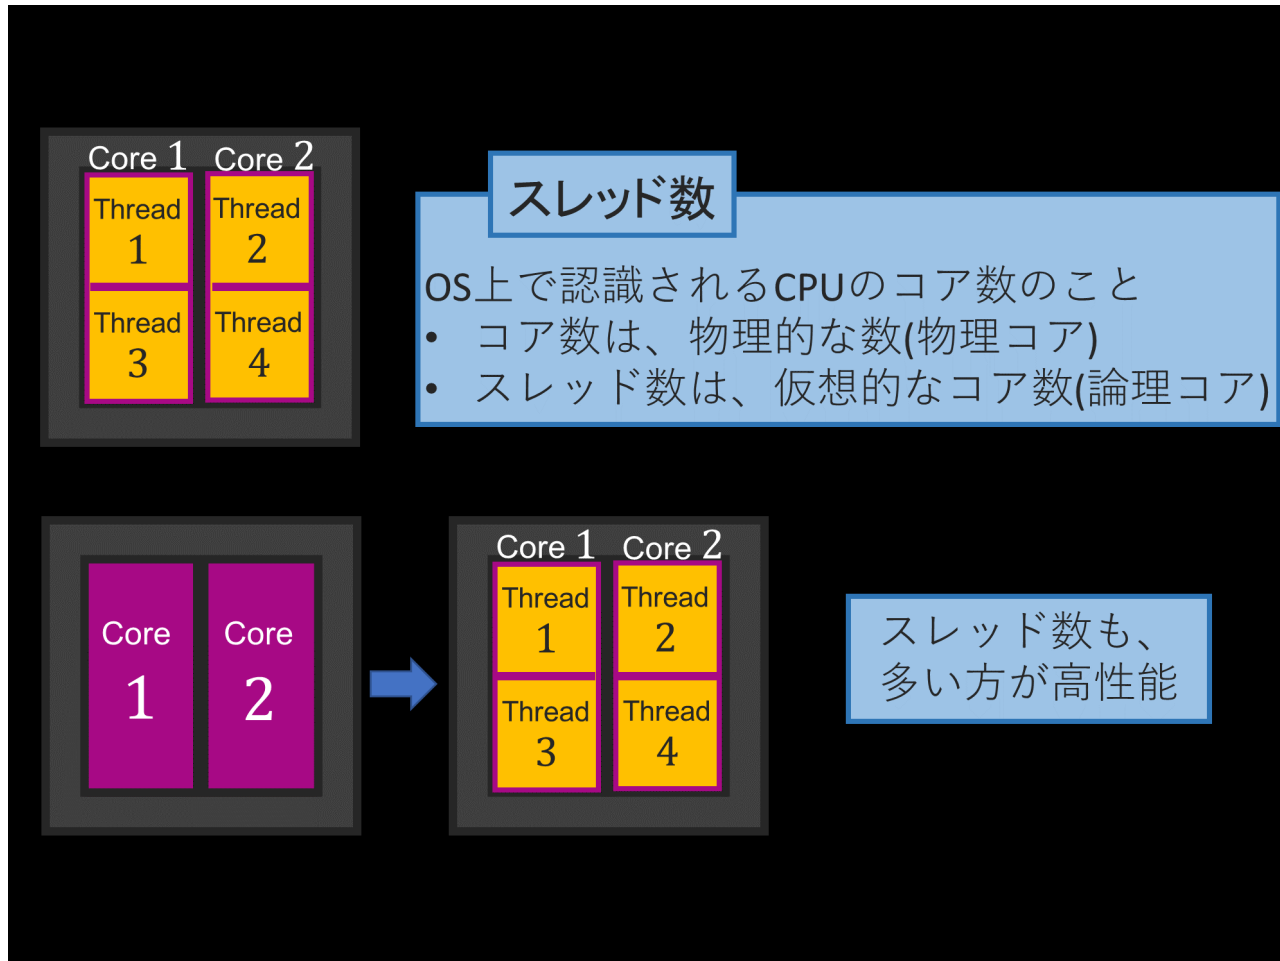 Core 1 Core 2
Thread Thread
1 2
Thread Thread
3 4
スレッド数
OS上で認識されるCPUのコア数のこと
• コア数は、物理的な数(物理コア)
• スレッド数は、仮想的なコア数(論理コア)
Core Core
1 2
Core 1 Core 2
Thread Thread
1 2
Thread Thread
3 4
スレッド数も、
多い方が高性能